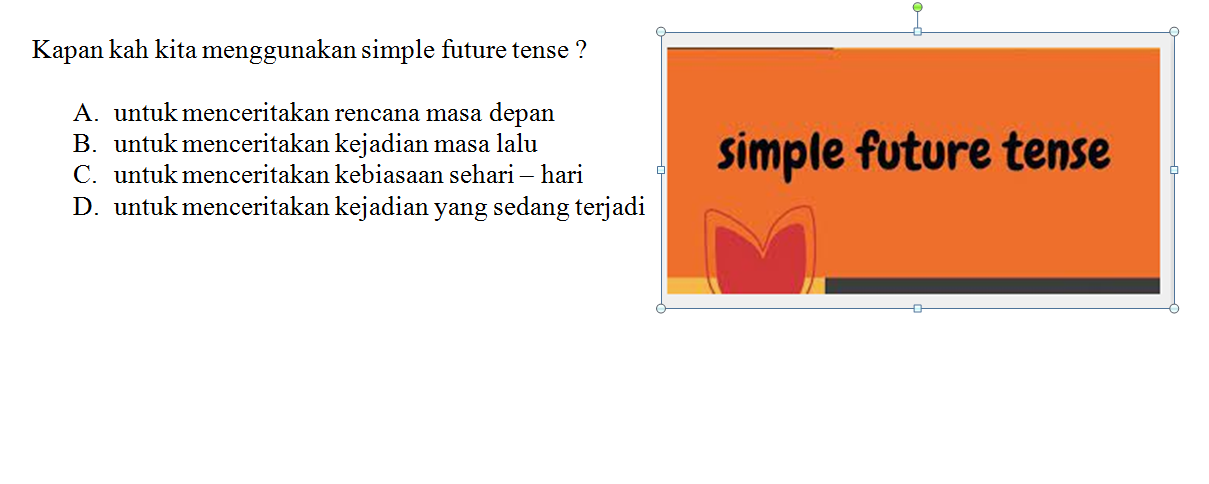 Kapan kah kita menggunakan simple future tense ?
A. untuk menceritakan rencana masa depan
B. untuk menceritakan kejadian masa lalu
C. untuk menceritakan kebiasaan sehari – hari
D. untuk menceritakan kejadian yang sedang terjadi
simple future tense